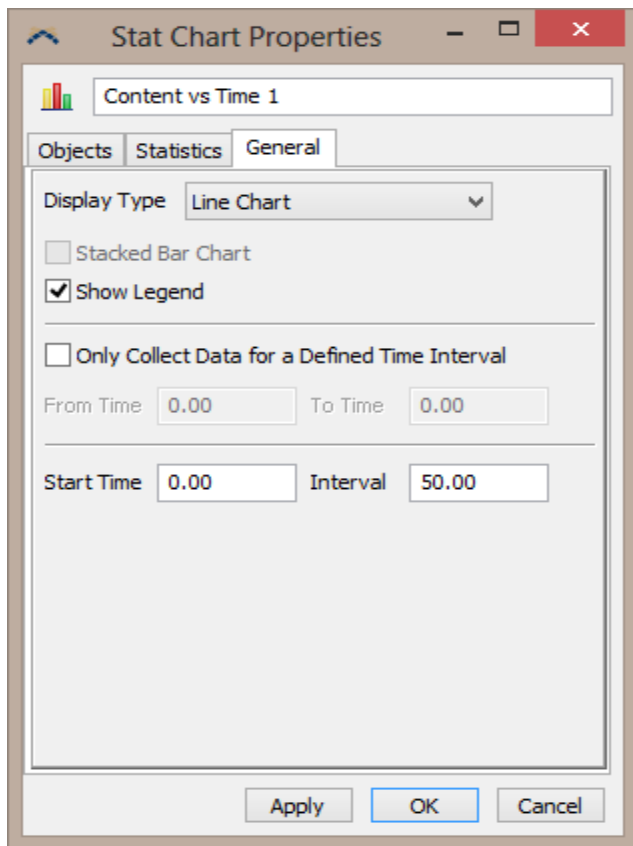 Stat Chart Properties
Content vs Time 1
Objects Statistics General
Display Type Line Chart
Stacked Bar Chart
Show Legend
Only Collect Data for a Defined Time Interval
From Time 0.00 To Time 0.00
Start Time 0.00 Interval 50.00
Apply OK Cancel